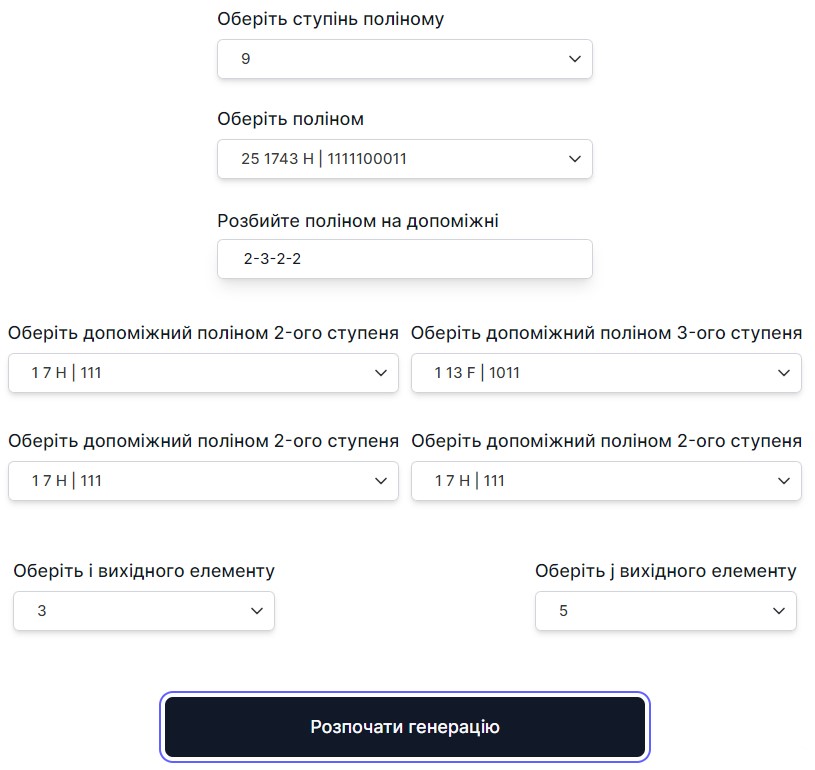 Оберіть ступінь поліному
9
Оберіть поліном
25 1743 H | 1111100011
Розбийте поліном на допоміжні
2-3-2-2
Оберіть допоміжний поліном 2-ого ступеня
1 7 H | 111
Оберіть допоміжний поліном 3-ого ступеня
1 13 F | 1011
Оберіть допоміжний поліном 2-ого ступеня
1 7 H | 111
Оберіть допоміжний поліном 2-ого ступеня
1 7 H | 111
Оберіть і вихідного елементу
3
Оберіть j вихідного елементу
5
Розпочати генерацію